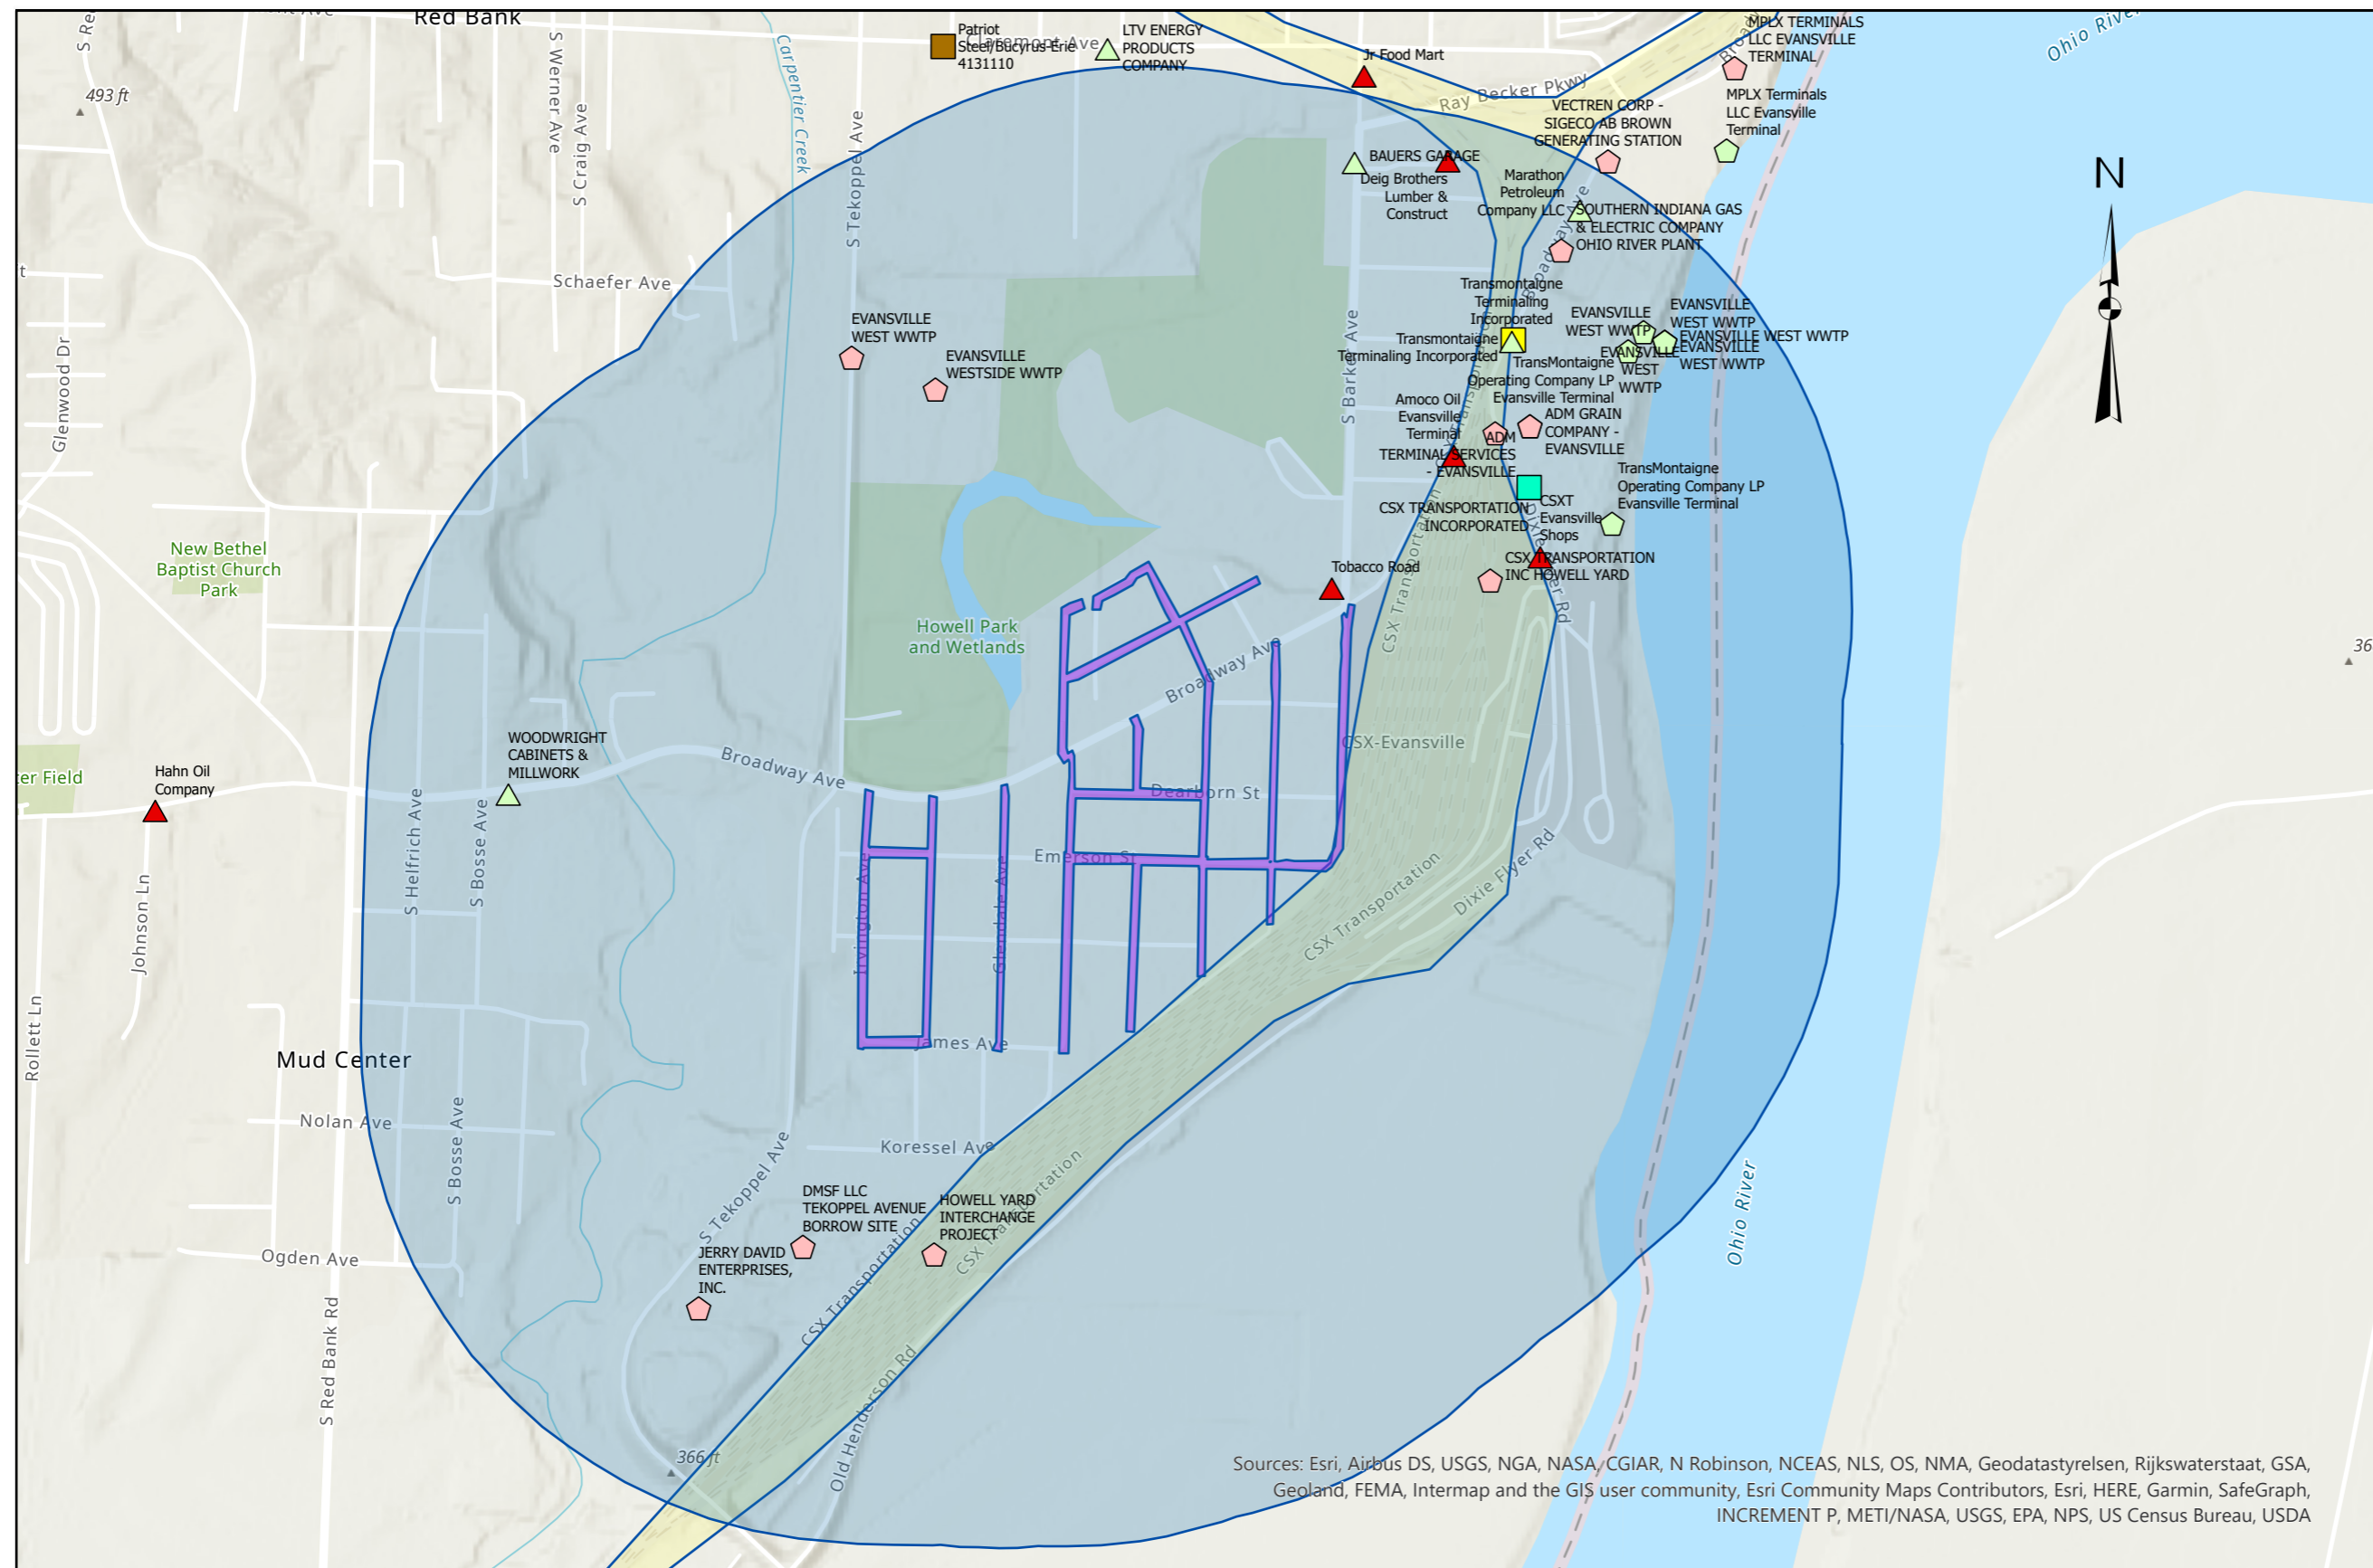 Red Bank
Patriot
Steel/Bucyrus Erie
4131110
LTV ENERGY
PRODUCTS
COMPANY
Claremont Ave
Jr Food Mart
MPLX TERMINALS
LLC EVANSVILLE
TERMINAL
Ohio River
S Werner Ave
S Craig Ave
Carpentier Creek
S Tekoppel Ave
493 ft
Ray Becker Pkwy
MPLX Terminals
LLC Evansville
Terminal
VECTREN CORP -
SIGECO AB BROWN
GENERATING STATION
N
BAUERS GARAGE
Deig Brothers
Lumber &
Construct
Marathon
Petroleum
Company LLC
SOUTHERN INDIANA GAS
& ELECTRIC COMPANY
OHIO RIVER PLANT
Broadway Ave
Schaefer Ave
Transmontaigne
Terminaling
Incorporated
EVANSVILLE
WEST WWTP
EVANSVILLE
WESTSIDE WWTP
EVANSVILLE
WEST WWTP
EVANSVILLE
WEST WWTP
EVANSVILLE WEST WWTP
EVANSVILLE
WEST WWTP
EVANSVILLE
WEST
WWTP
Transmontaigne
Terminaling Incorporated
TransMontaigne
Operating Company LP
Evansville Terminal
S Barker Ave
Glenwood Dr
Amoco Oil
Evansville
Terminal
ADM GRAIN
COMPANY -
EVANSVILLE
ADM
TERMINAL SERVICES
- EVANSVILLE
TransMontaigne
Operating Company LP
Evansville Terminal
CSX TRANSPORTATION
INCORPORATED
CSXT
Evansville
Shops
CSX Transportation
New Bethel
Baptist Church
Park
Tobacco Road
CSX TRANSPORTATION
INC HOWELL YARD
Howell Park
and Wetlands
Broadway Ave
WOODWRIGHT
CABINETS &
MILLWORK
Hahn Oil
Company
Broadway Ave
CSX-Evansville
Dearborn St
Emerson St
S Helfrich Ave
S Bosse Ave
Johnson Ln
Irvington Ave
Glendale Ave
CSX Transportation
Dixie Flyer Rd
Rollett Ln
Mud Center
James Ave
Nolan Ave
S Bosse Ave
Koressel Ave
S Tekoppel Ave
DMSF LLC
TEKOPPEL AVENUE
BORROW SITE
HOWELL YARD
INTERCHANGE
PROJECT
CSX Transportation
CSX Transportation
Ohio River
Ogden Ave
JERRY DAVID
ENTERPRISES,
INC.
S Red Bank Rd
Old Henderson Rd
366 ft
Sources: Esri, Airbus DS, USGS, NGA, NASA, CGIAR, N Robinson, NCEAS, NLS, OS, NMA, Geodatastyrelsen, Rijkswaterstaat, GSA,
Geoland, FEMA, Intermap and the GIS user community, Esri Community Maps Contributors, Esri, HERE, Garmin, SafeGraph,
INCREMENT P, METI/NASA, USGS, EPA, NPS, US Census Bureau, USDA